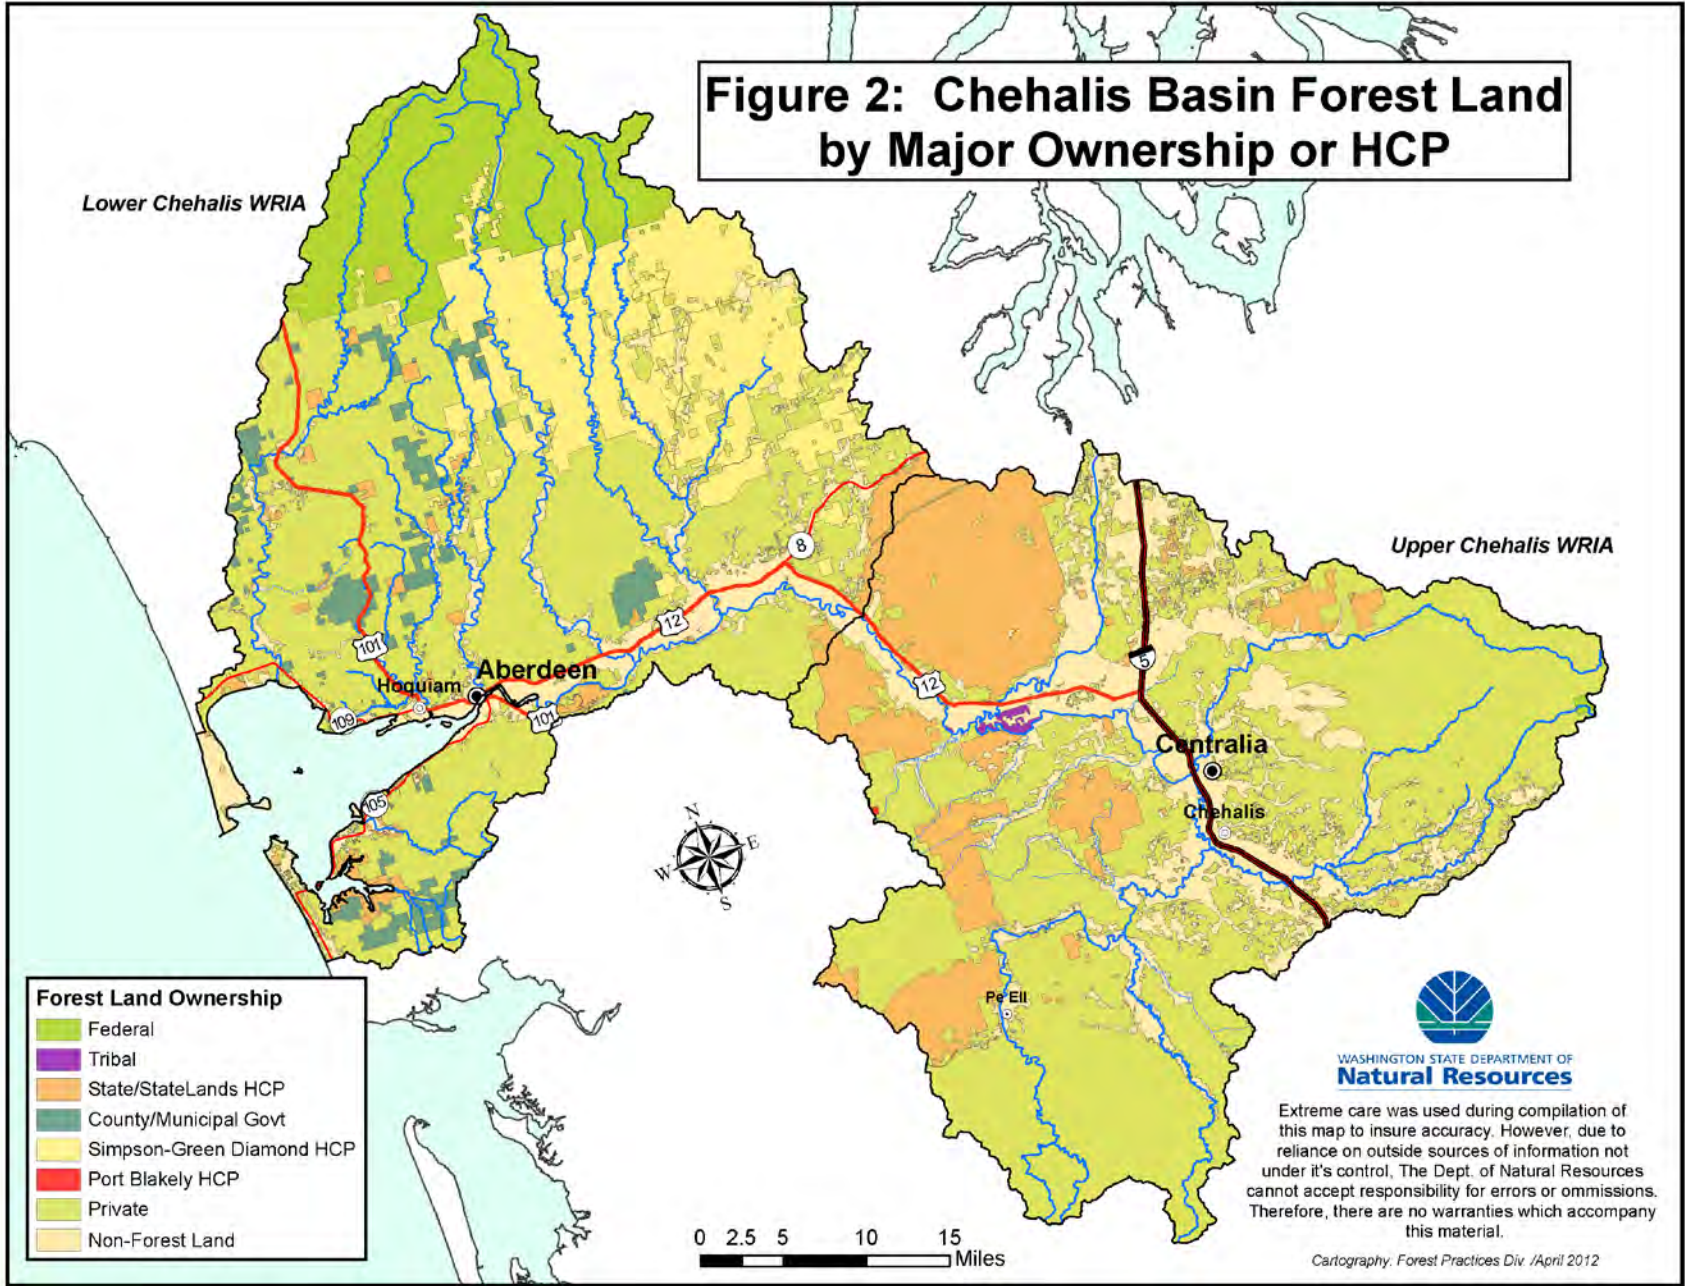 Figure 2: Chehalis Basin Forest Land
by Major Ownership or HCP
Lower Chehalis WRIA
Upper Chehalis WRIA
8
12
101
Aberdeen
Hoquiam
109
101
12
5
105
Centralia
Chehalis
N
W
E
S
Pe Ell
Forest Land Ownership
Federal
Tribal
State/StateLands HCP
County/Municipal Govt
Simpson-Green Diamond HCP
Port Blakely HCP
Private
Non-Forest Land
0 2.5 5 10 15
Miles
WASHINGTON STATE DEPARTMENT OF
Natural Resources
Extreme care was used during compilation of
this map to insure accuracy. However, due to
reliance on outside sources of information not
under it's control, The Dept. of Natural Resources
cannot accept responsibility for errors or ommissions.
Therefore, there are no warranties which accompany
this material.
Cartography: Forest Practices Div. /April 2012